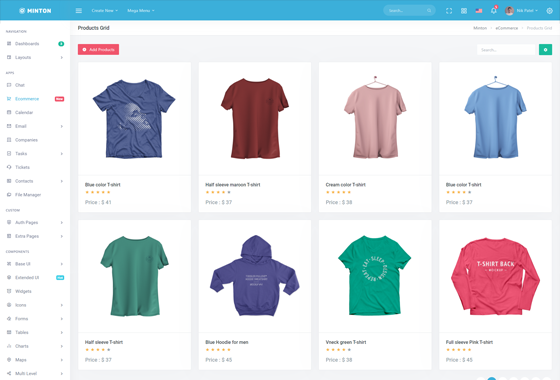 MINTON
Create New
Mega Menu
Search...
Nik Patel
NAVIGATION
Dashboards
Layouts
APPS
Chat
Ecommerce
Calendar
Email
Companies
Tasks
Tickets
Contacts
File Manager
CUSTOM
Auth Pages
Extra Pages
COMPONENTS
Base UI
Extended UI
Widgets
Icons
Forms
Tables
Charts
Maps
Multi Level
Products Grid
Minton
eCommerce
Products Grid
Add Products
Search...
Blue color T-shirt
Price : $ 41
Half sleeve maroon T-shirt
Price : $ 37
Cream color T-shirt
Price : $ 38
Blue color T-shirt
Price : $ 37
EAT·SLEEP
T-SHIRT BACK
Half sleeve T-shirt
Price : $ 37
Blue Hoodie for men
Price : $ 45
Vneck green T-shirt
Price : $ 38
Full sleeve Pink T-shirt
Price : $ 45